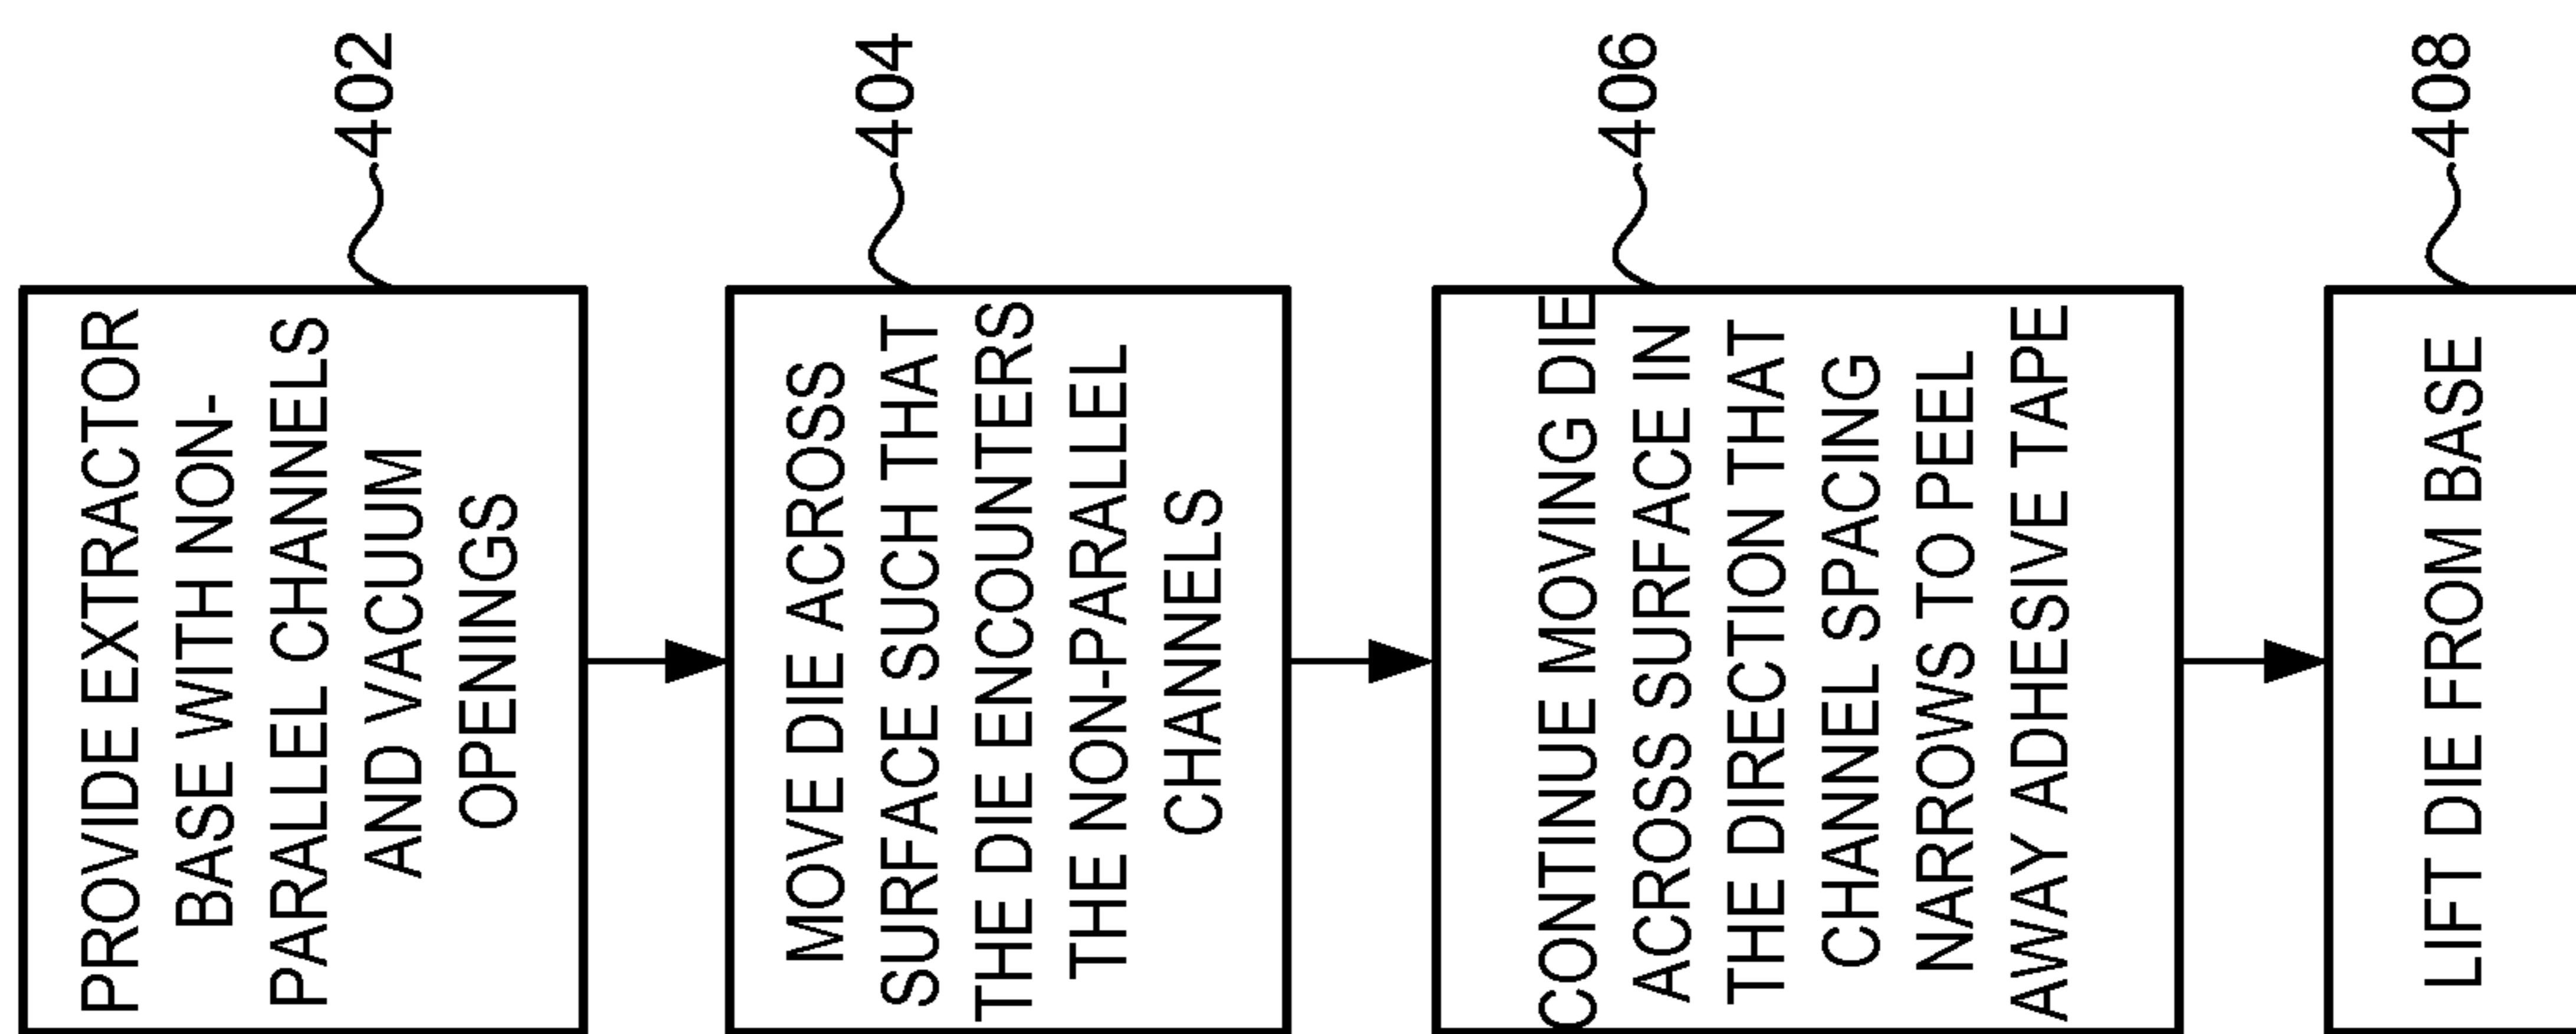 PROVIDE EXTRACTOR
BASE WITH NON-
PARALLEL CHANNELS
AND VACUUM
OPENINGS
402
MOVE DIE ACROSS
SURFACE SUCH THAT
THE DIE ENCOUNTERS
THE NON-PARALLEL
CHANNELS
404
CONTINUE MOVING DIE
ACROSS SURFACE IN
THE DIRECTION THAT
CHANNEL SPACING
NARROWS TO PEEL
AWAY ADHESIVE TAPE
406
LIFT DIE FROM BASE
408